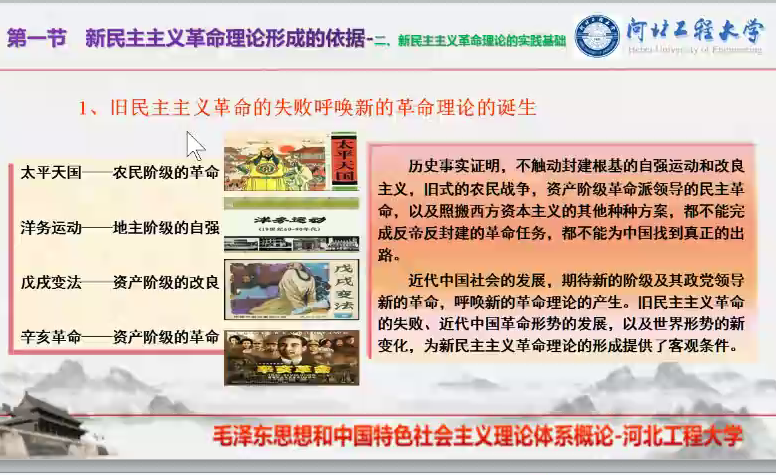 第一节 新民主主义革命理论形成的依据-二、新民主主义革命理论的实践基础
河北工程大学
Hebei University of Engineering
1、旧民主主义革命的失败呼唤新的革命理论的诞生
太平天国——农民阶级的革命
太平天国
洋务运动——地主阶级的自强
洋务运动
(19世纪60-90年代)
戊戌变法——资产阶级的改良
戊戌变法
辛亥革命——资产阶级的革命
辛亥革命
历史事实证明，不触动封建根基的自强运动和改良
主义，旧式的农民战争，资产阶级革命派领导的民主革
命，以及照搬西方资本主义的其他种种方案，都不能完
成反帝反封建的革命任务，都不能为中国找到真正的出
路。
近代中国社会的发展，期待新的阶级及其政党领导
新的革命，呼唤新的革命理论的产生。旧民主主义革命
的失败、近代中国革命形势的发展，以及世界形势的新
变化，为新民主主义革命理论的形成提供了客观条件。
毛泽东思想和中国特色社会主义理论体系概论-河北工程大学